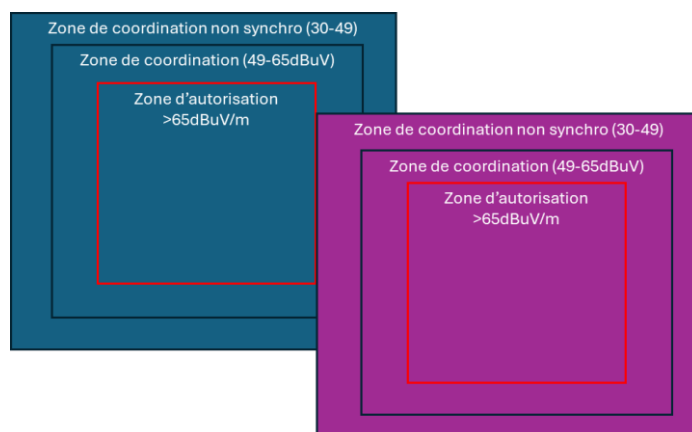 Zone de coordination non synchro (30-49)
Zone de coordination (49-65dBuV)
Zone d'autorisation
>65dBuV/m
Zone de coordination non synchro (30-49)
Zone de coordination (49-65dBuV)
Zone d'autorisation
>65dBuV/m